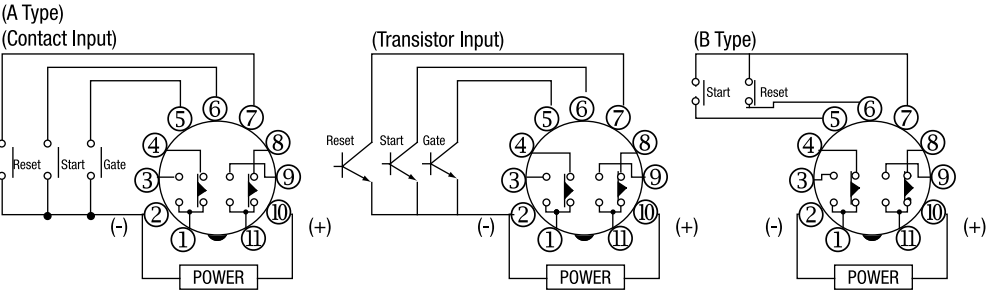 (A Type)
(Contact Input)
(Transistor Input)
(B Type)
Reset
Start
Gate
5
6
7
4
8
3
9
2
10
1
11
(-)
(+)
POWER
Reset
Start
Gate
5
6
7
4
8
3
9
2
10
1
11
(-)
(+)
POWER
Start
Reset
5
6
7
4
8
3
9
2
10
1
11
(-)
(+)
POWER